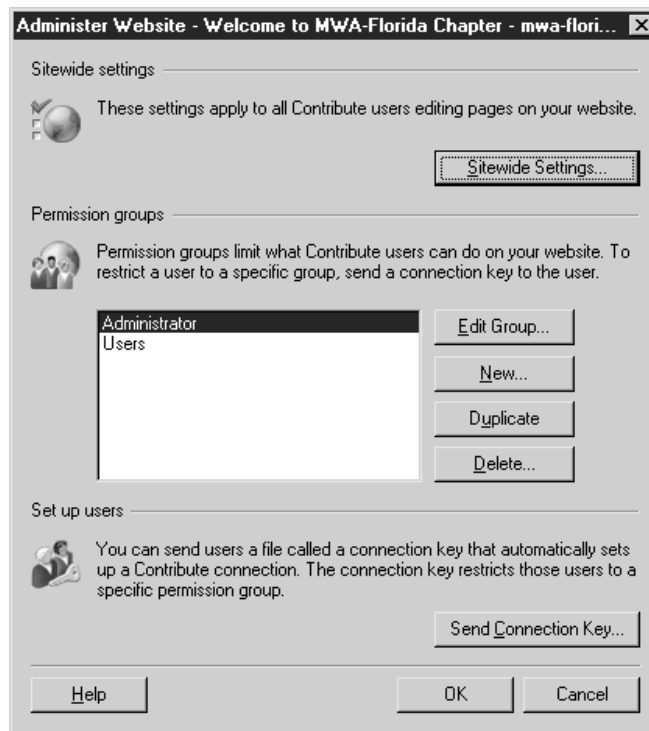 Administer Website - Welcome to MWA-Florida Chapter - mwa-flori...
Sitewide settings
These settings apply to all Contribute users editing pages on your website.
Sitewide Settings...
Permission groups
Permission groups limit what Contribute users can do on your website. To
restrict a user to a specific group, send a connection key to the user.
Administrator
Users
Edit Group...
New...
Duplicate
Delete...
Set up users
You can send users a file called a connection key that automatically sets
up a Contribute connection. The connection key restricts those users to a
specific permission group.
Send Connection Key...
Help
OK
Cancel